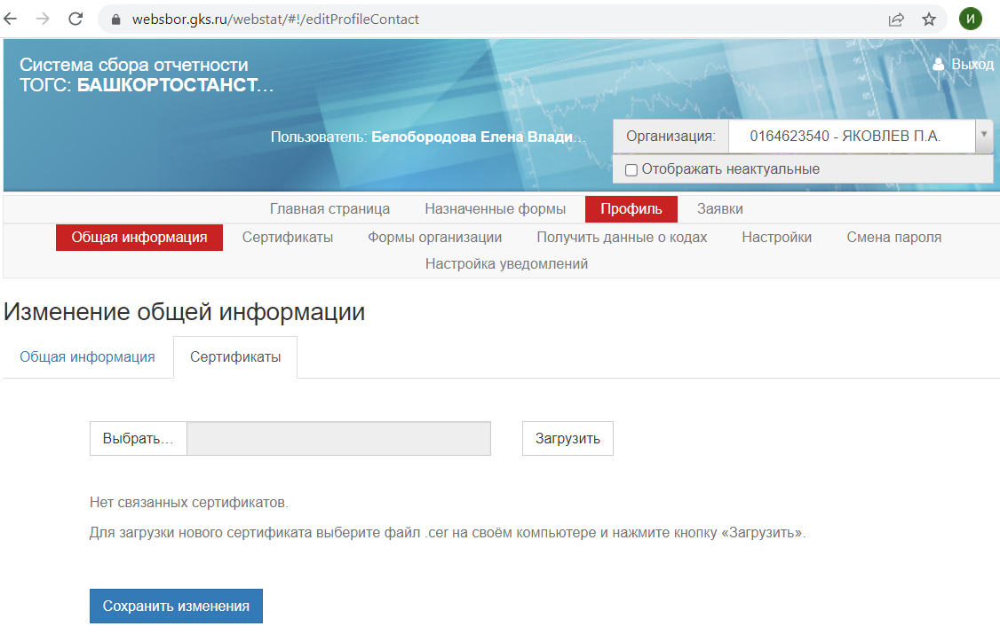 websbor.gks.ru/webstat/#!/editProfileContact
И
Система сбора отчетности
ТОГС: БАШКОРТОСТАНСТ...
Выход
Пользователь: Белобородова Елена Влади...
Организация: 0164623540 - ЯКОВЛЕВ П.А.
Отображать неактуальные
Главная страница Назначенные формы Профиль Заявки
Общая информация Сертификаты Формы организации Получить данные о кодах Настройки Смена пароля
Настройка уведомлений
Изменение общей информации
Общая информация Сертификаты
Выбрать... Загрузить
Нет связанных сертификатов.
Для загрузки нового сертификата выберите файл .cer на своём компьютере и нажмите кнопку «Загрузить».
Сохранить изменения